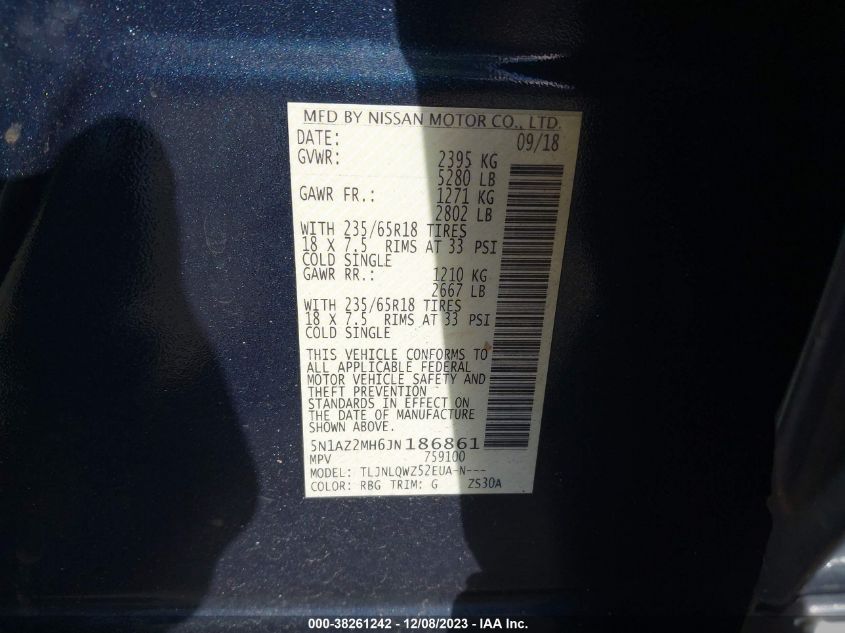 MFD BY NISSAN MOTOR CO., LTD.
DATE: 09/18
GVWR: 2395 KG
5280 LB
GAWR FR.: 1271 KG
2802 LB
WITH 235/65R18 TIRES
18 X 7.5 RIMS AT 33 PSI
COLD SINGLE
GAWR RR.: 1210 KG
2667 LB
WITH 235/65R18 TIRES
18 X 7.5 RIMS AT 33 PSI
COLD SINGLE
THIS VEHICLE CONFORMS TO
ALL APPLICABLE FEDERAL
MOTOR VEHICLE SAFETY AND
THEFT PREVENTION
STANDARDS IN EFFECT ON
THE DATE OF MANUFACTURE
SHOWN ABOVE.
5N1AZ2MH6JN186861
MPV 759100
MODEL: TLJNLQWZ52EUA-N---
COLOR: RBG TRIM: G ZS30A
000-38261242 - 12/08/2023 - IAA Inc.